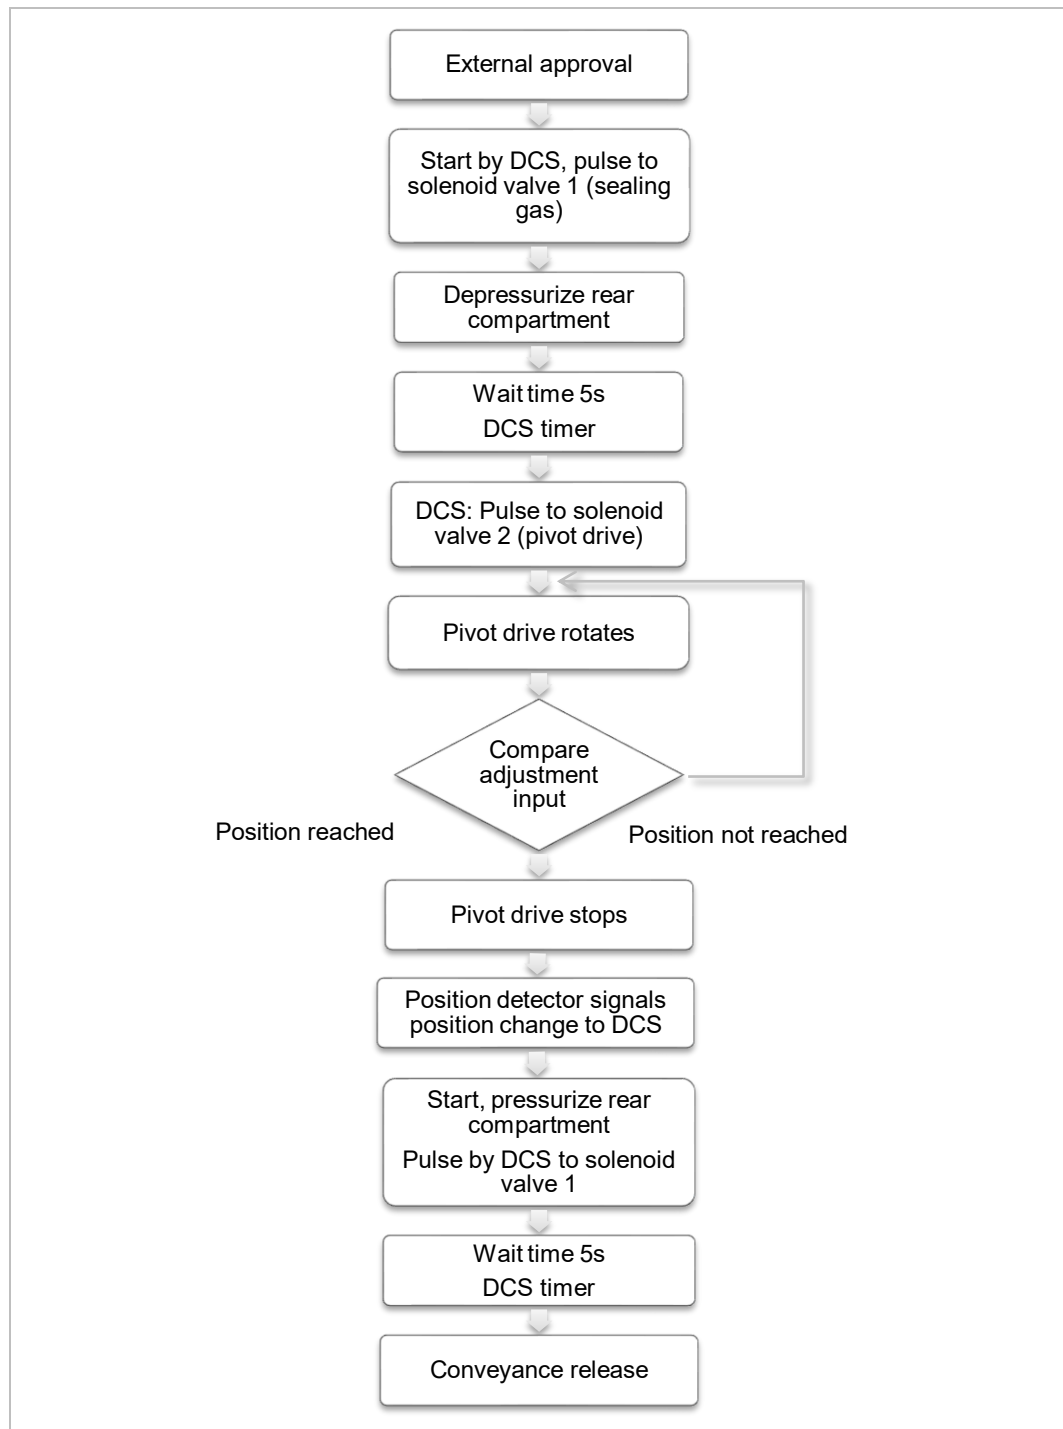 External approval
Start by DCS, pulse to
solenoid valve 1 (sealing
gas)
Depressurize rear
compartment
Wait time 5s
DCS timer
DCS: Pulse to solenoid
valve 2 (pivot drive)
Pivot drive rotates
Compare
adjustment
input
Position reached
Position not reached
Pivot drive stops
Position detector signals
position change to DCS
Start, pressurize rear
compartment
Pulse by DCS to solenoid
valve 1
Wait time 5s
DCS timer
Conveyance release